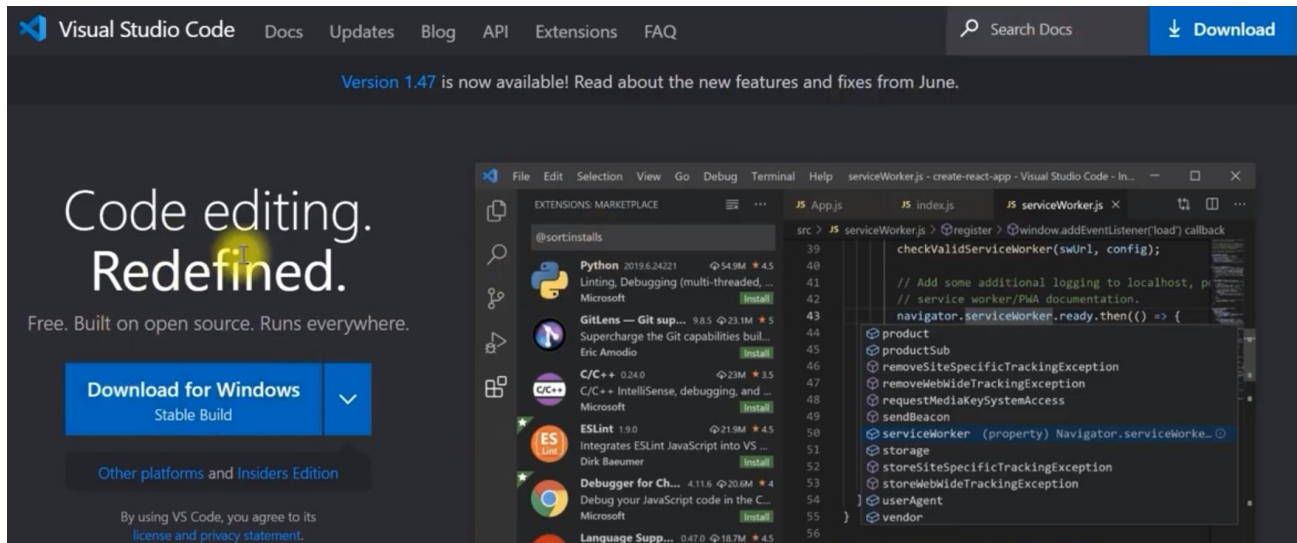 Visual Studio Code Docs Updates Blog API Extensions FAQ Search Docs Download
Version 1.47 is now available! Read about the new features and fixes from June.
Code editing.
Redefined.
Free. Built on open source. Runs everywhere.
Download for Windows
Stable Build
Other platforms and Insiders Edition
By using VS Code, you agree to its
license and privacy statement.
File Edit Selection View Go Debug Terminal Help serviceWorker.js - create-react-app - Visual Studio Code - In...
EXTENSIONS: MARKETPLACE
@sort:installs
Python 2019.6.24221 54.9M ★ 4.5
Linting, Debugging (multi-threaded, ...
Microsoft Install
GitLens — Git sup... 9.8.5 23.1M ★ 5
Supercharge the Git capabilities buil...
Eric Amodio Install
C/C++ 0.24.0 23M ★ 3.5
C/C++ IntelliSense, debugging, and ...
Microsoft Install
ESLint 1.9.0 21.9M ★ 4.5
Integrates ESLint JavaScript into VS ...
Dirk Baeumer Install
Debugger for Ch... 4.11.6 20.6M ★ 4
Debug your JavaScript code in the C...
Microsoft Install
Language Supp... 0.47.0 18.7M ★ 4.5
JS App.js JS index.js JS serviceWorker.js
src > JS serviceWorker.js > register > window.addEventListener('load') callback
39 checkValidServiceWorker(swUrl, config);
40
41 // Add some additional logging to localhost,
42 // service worker/PWA documentation.
43 navigator.serviceWorker.ready.then(() => {
44 product
45 productSub
46 removeSiteSpecificTrackingException
47 removeWebWideTrackingException
48 requestMediaKeySystemAccess
49 sendBeacon
50 serviceWorker (property) Navigator.serviceWorke...
51 storage
52 storeSiteSpecificTrackingException
53 storeWebWideTrackingException
54 userAgent
55 } vendor
56